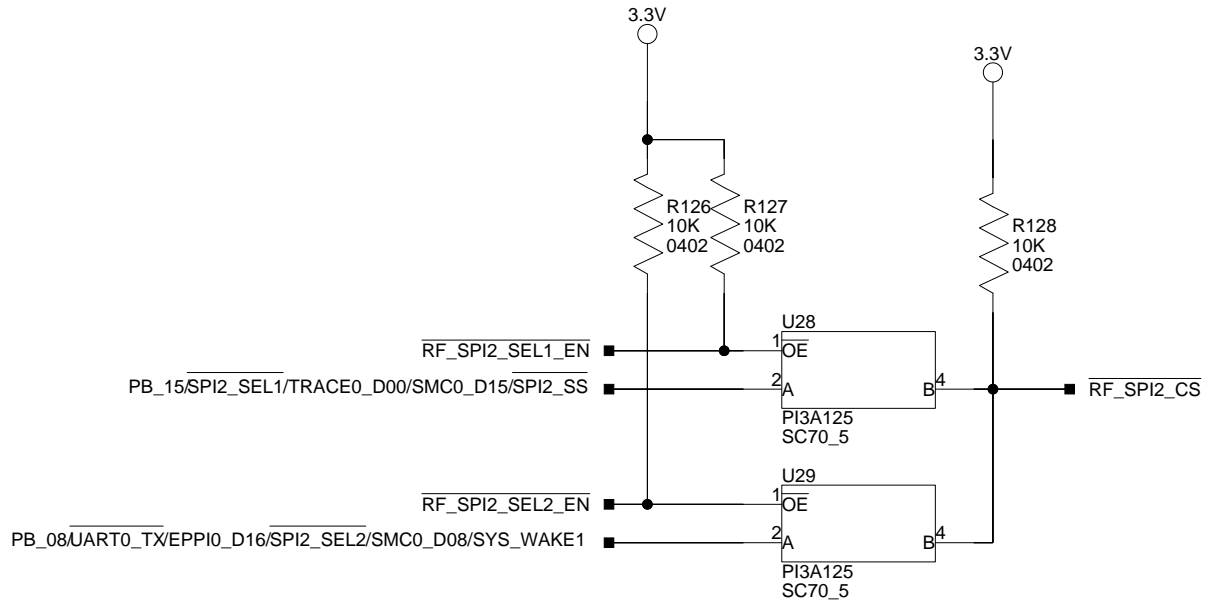 3.3V
3.3V
R126
10K
0402
R127
10K
0402
R128
10K
0402
U28
RF_SPI2_SEL1_EN
1
OE
PB_15/SPI2_SEL1/TRACE0_D00/SMC0_D15/SPI2_SS
2
A
B
4
RF_SPI2_CS
PI3A125
SC70_5
U29
RF_SPI2_SEL2_EN
1
OE
PB_08/UART0_TX/EPPI0_D16/SPI2_SEL2/SMC0_D08/SYS_WAKE1
2
A
B
4
PI3A125
SC70_5